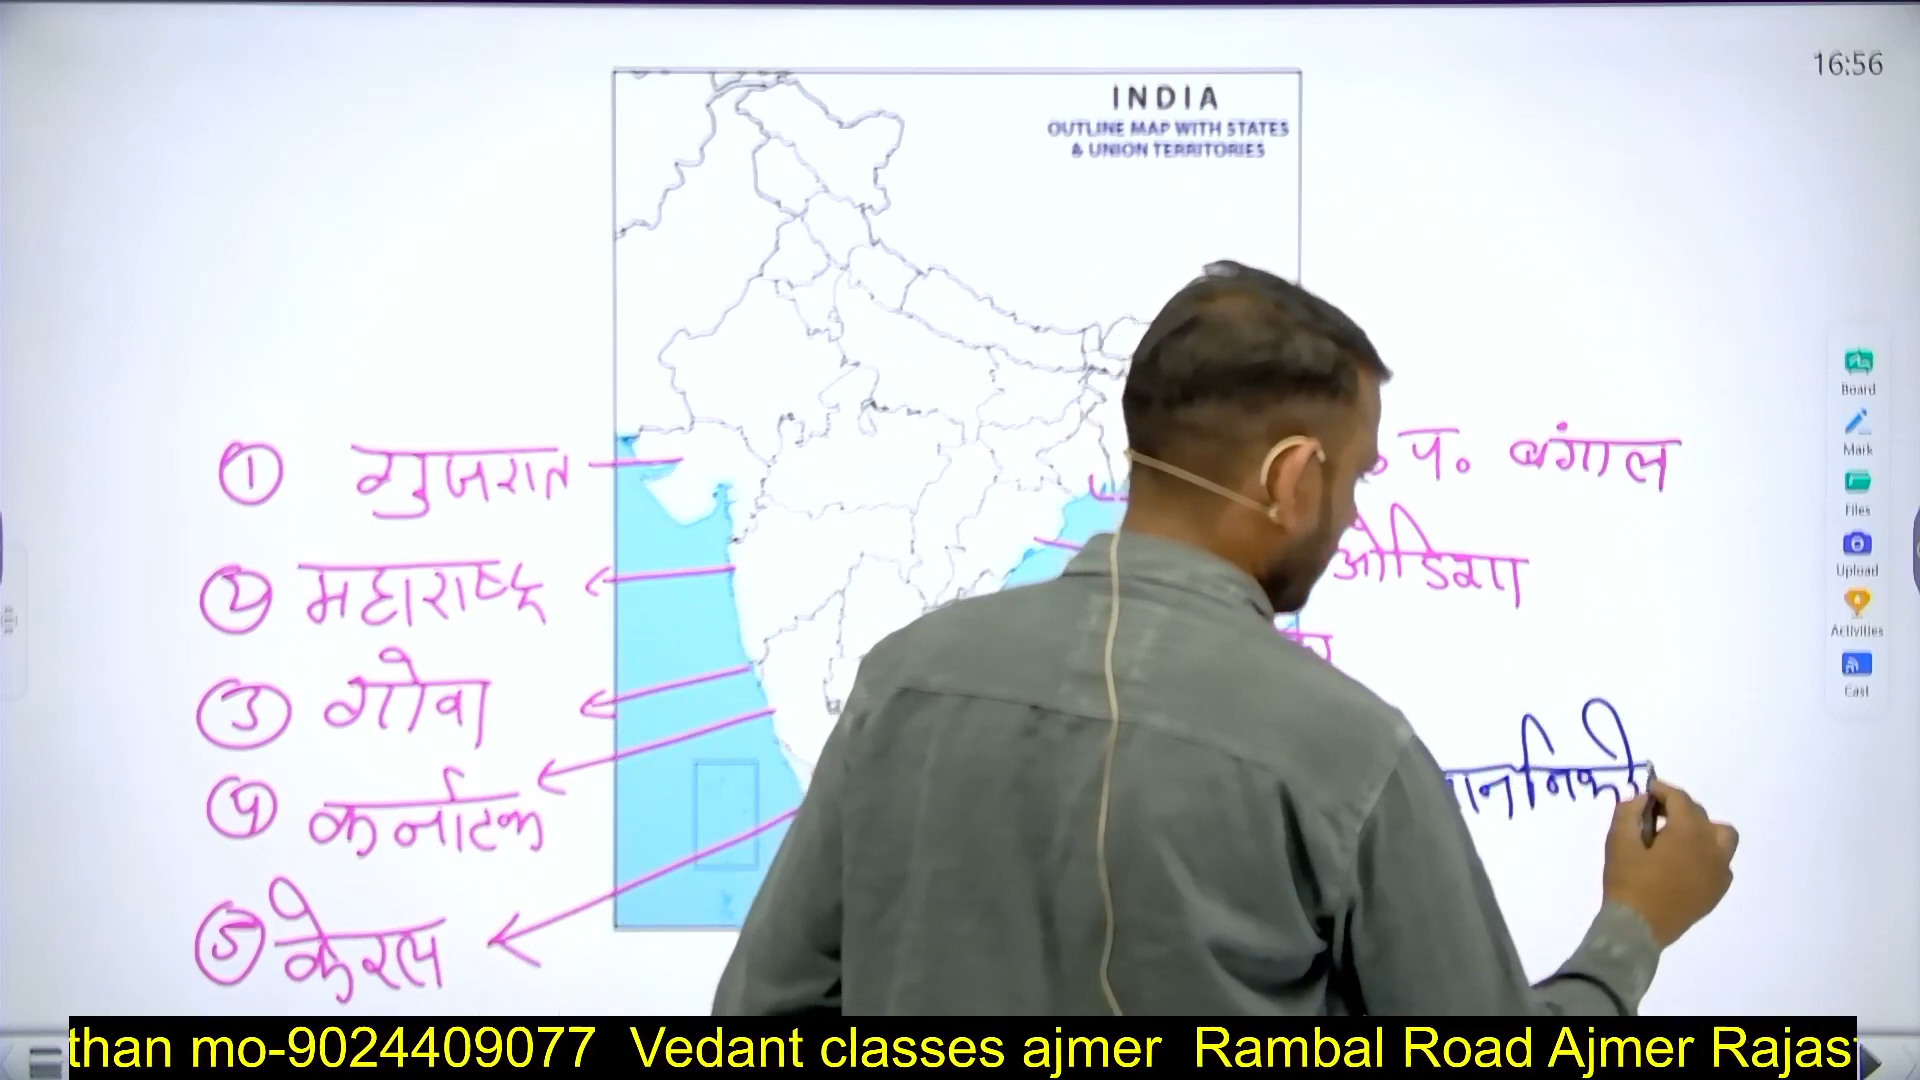 16:56
INDIA
OUTLINE MAP WITH STATES
& UNION TERRITORIES
① गुजरात
② महाराष्ट्र
③ गोवा
④ कर्नाटक
⑤ केरल
प. बंगाल
ओडिशा
Board
Mark
Files
Upload
Activities
Cast
than mo-9024409077 Vedant classes ajmer Rambal Road Ajmer Rajast